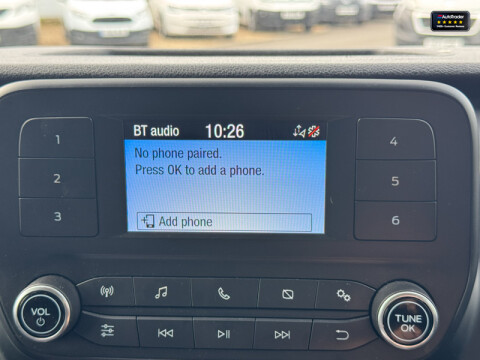 AutoTrader
BT audio 10:26
No phone paired.
Press OK to add a phone.
Add phone
1
2
3
4
5
6
VOL
TUNE
OK